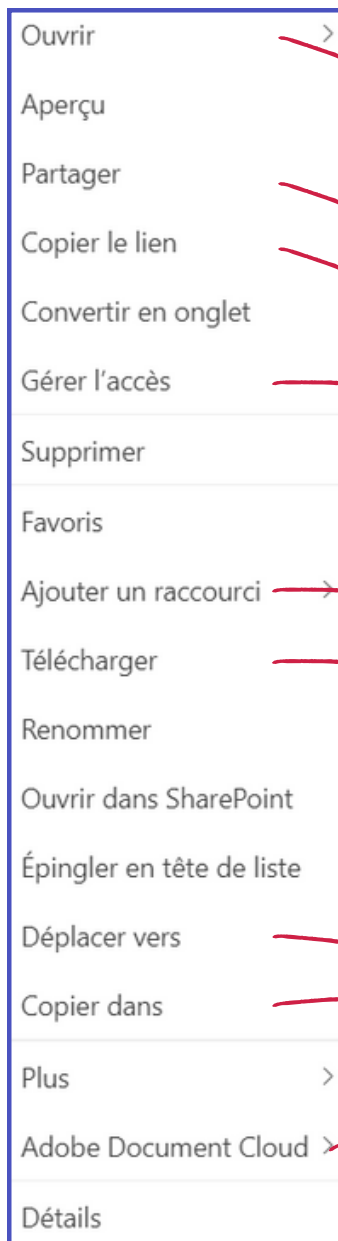 Ouvrir
Aperçu
Partager
Copier le lien
Convertir en onglet
Gérer l'accès
Supprimer
Favoris
Ajouter un raccourci
Télécharger
Renommer
Ouvrir dans SharePoint
Épingler en tête de liste
Déplacer vers
Copier dans
Plus
Adobe Document Cloud
Détails